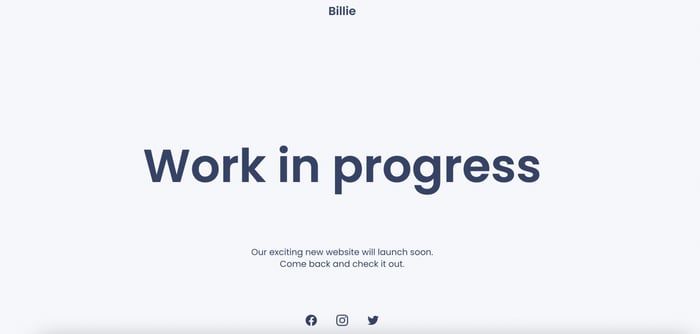 Billie
Work in progress
Our exciting new website will launch soon.
Come back and check it out.